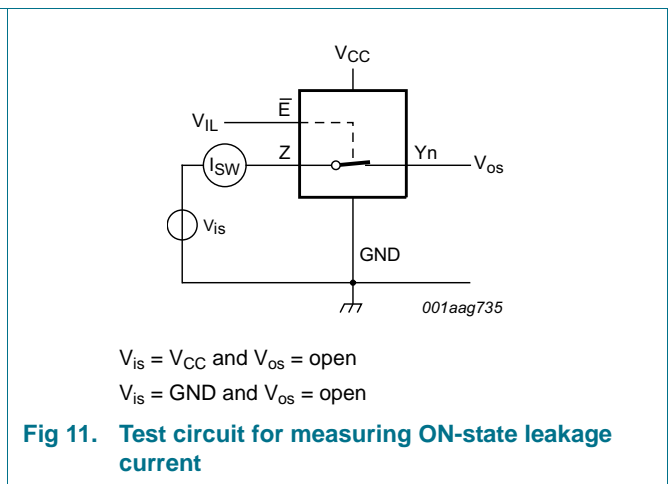 VCC
E̅
VIL
ISW
Z
Yn
Vos
Vis
GND
001aag735
Vis = VCC and Vos = open
Vis = GND and Vos = open
Fig 11. Test circuit for measuring ON-state leakage
current